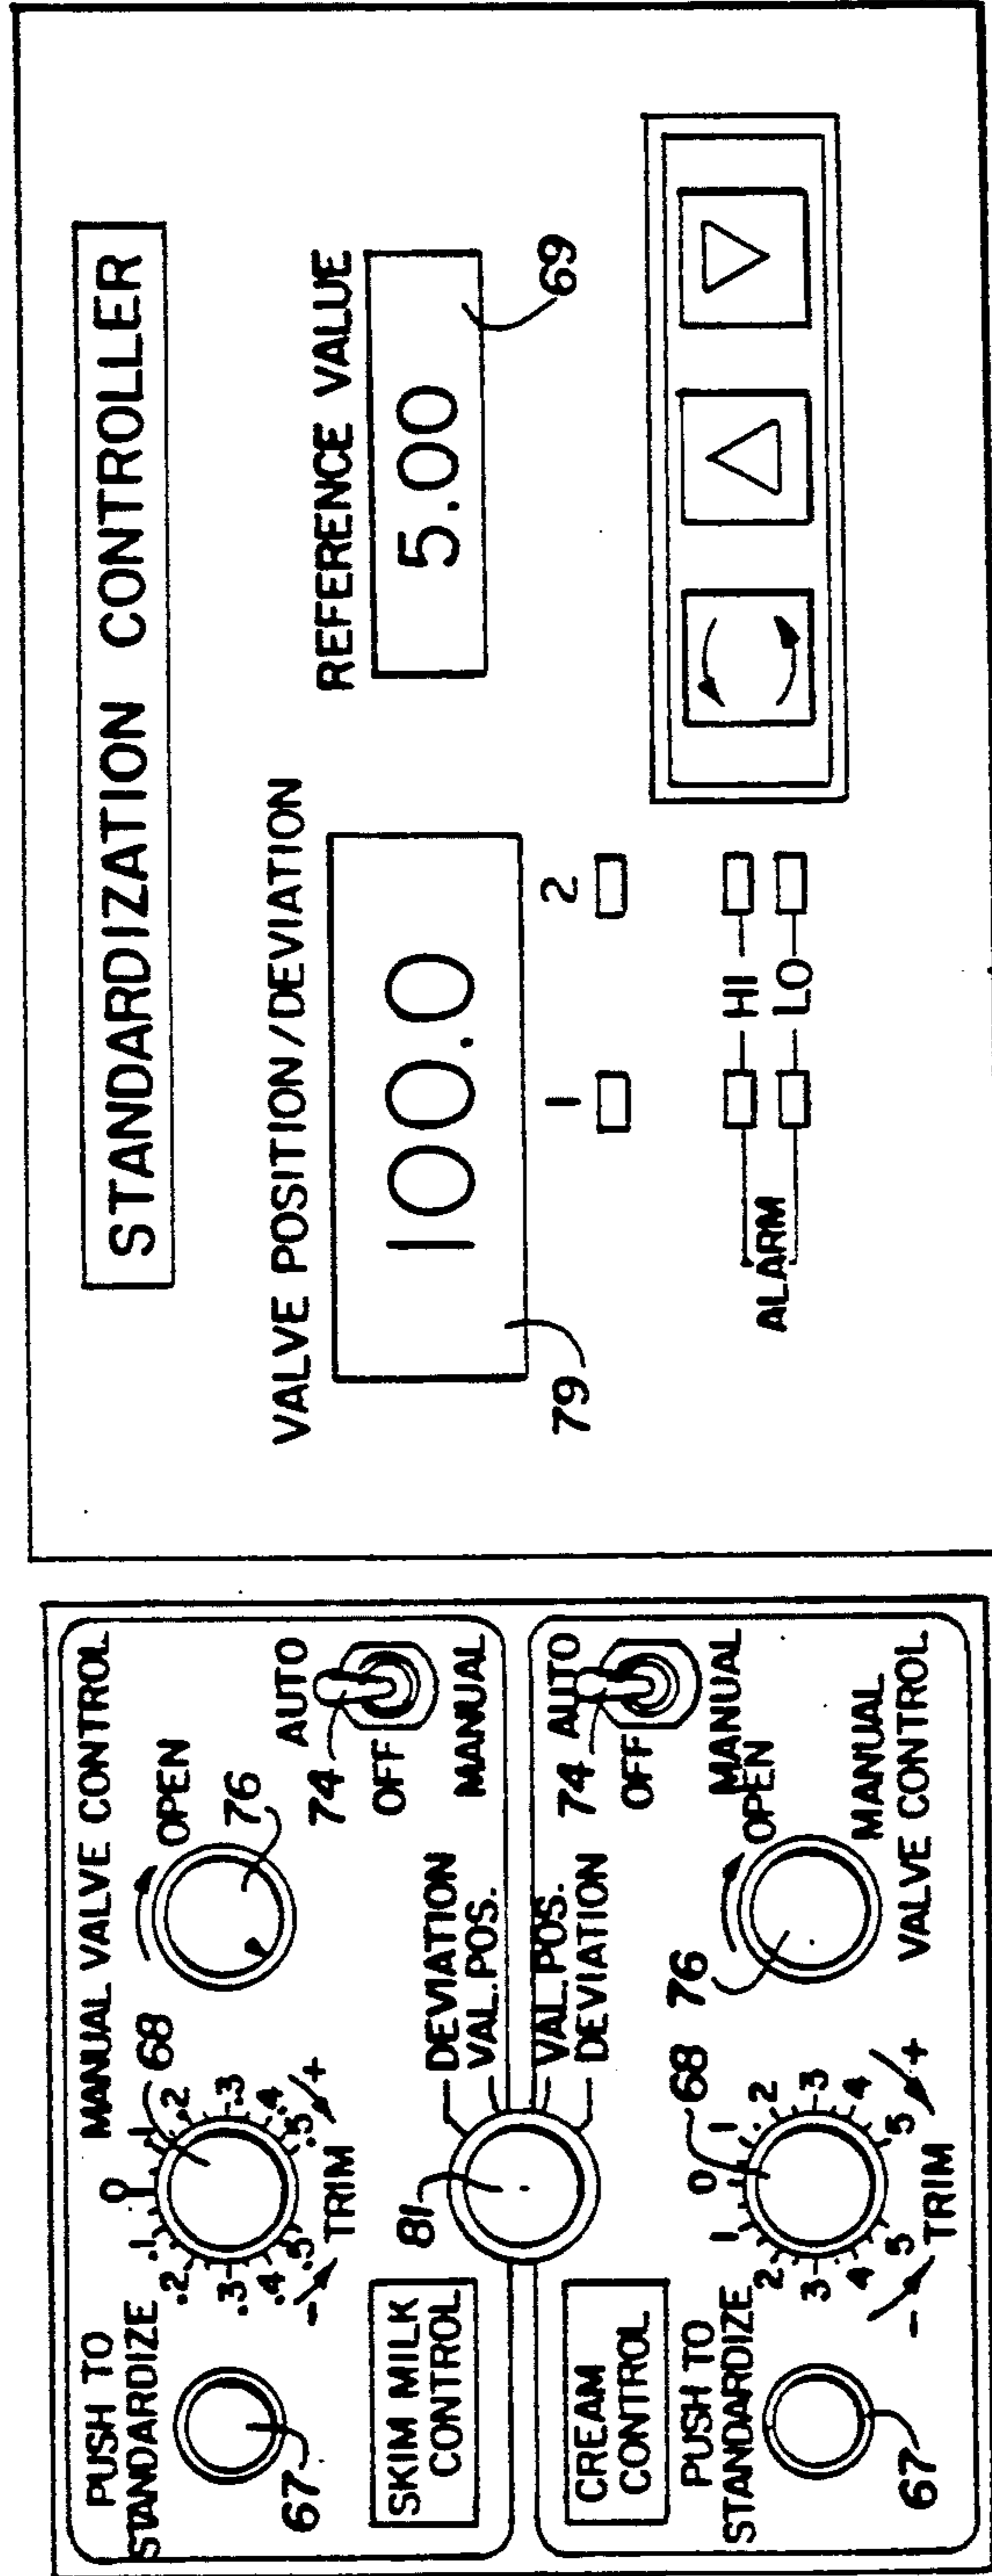 PUSH TO
STANDARDIZE
67
.2
.1
0
.1
.2
.3
.4
.5
.3
.4
.5
-
+
TRIM
68
MANUAL VALVE CONTROL
OPEN
76
AUTO
74
OFF
MANUAL
SKIM MILK
CONTROL
81
DEVIATION
VAL.POS.
VAL.POS.
DEVIATION
CREAM
CONTROL
PUSH TO
STANDARDIZE
67
2
1
0
1
2
3
4
5
3
4
5
-
+
TRIM
68
76
OPEN
MANUAL
VALVE CONTROL
74
AUTO
OFF
MANUAL
STANDARDIZATION CONTROLLER
VALVE POSITION/DEVIATION
100.0
79
1
2
ALARM
HI
LO
REFERENCE VALUE
5.00
69